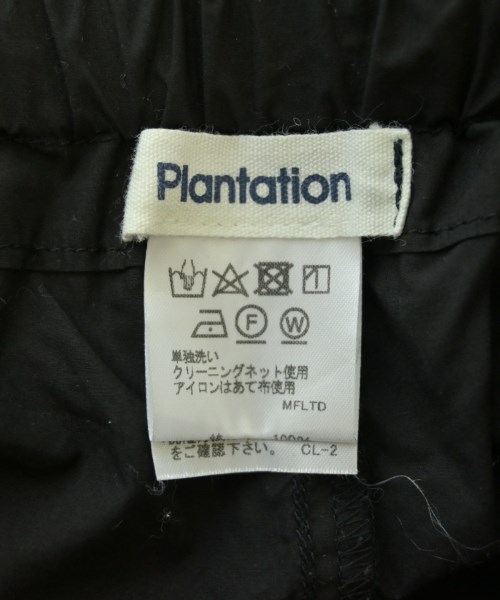 Plantation
F W
単独洗い
クリーニングネット使用
アイロンはあて布使用
MFLTD
100%
をご確認下さい。 CL-2